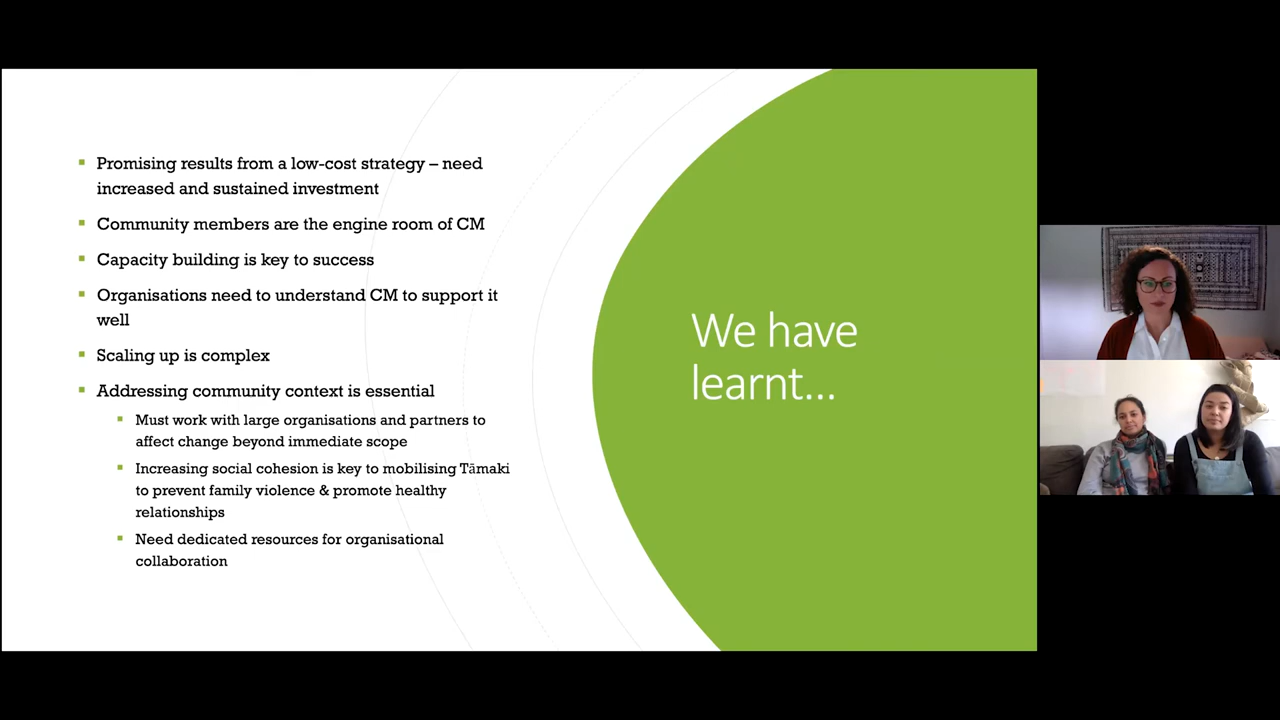 Promising results from a low-cost strategy – need
increased and sustained investment
Community members are the engine room of CM
Capacity building is key to success
Organisations need to understand CM to support it
well
Scaling up is complex
Addressing community context is essential
Must work with large organisations and partners to
affect change beyond immediate scope
Increasing social cohesion is key to mobilising Tāmaki
to prevent family violence & promote healthy
relationships
Need dedicated resources for organisational
collaboration
We have
learnt...